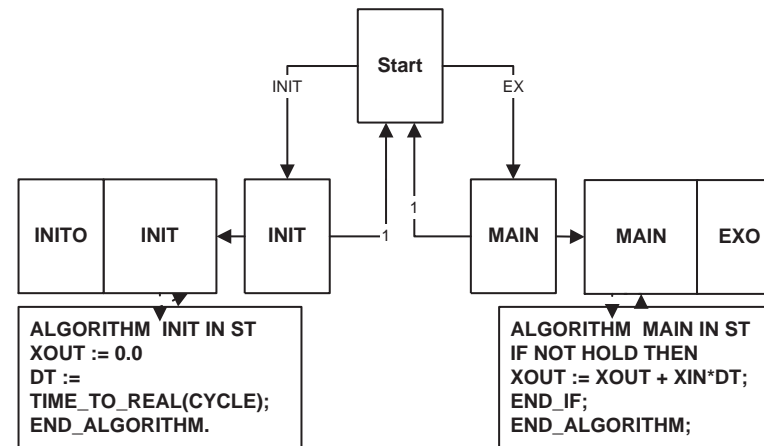 Start
INIT
EX
1
1
INITO
INIT
INIT
MAIN
MAIN
EXO
ALGORITHM INIT IN ST
XOUT := 0.0
DT :=
TIME_TO_REAL(CYCLE);
END_ALGORITHM.
ALGORITHM MAIN IN ST
IF NOT HOLD THEN
XOUT := XOUT + XIN*DT;
END_IF;
END_ALGORITHM;